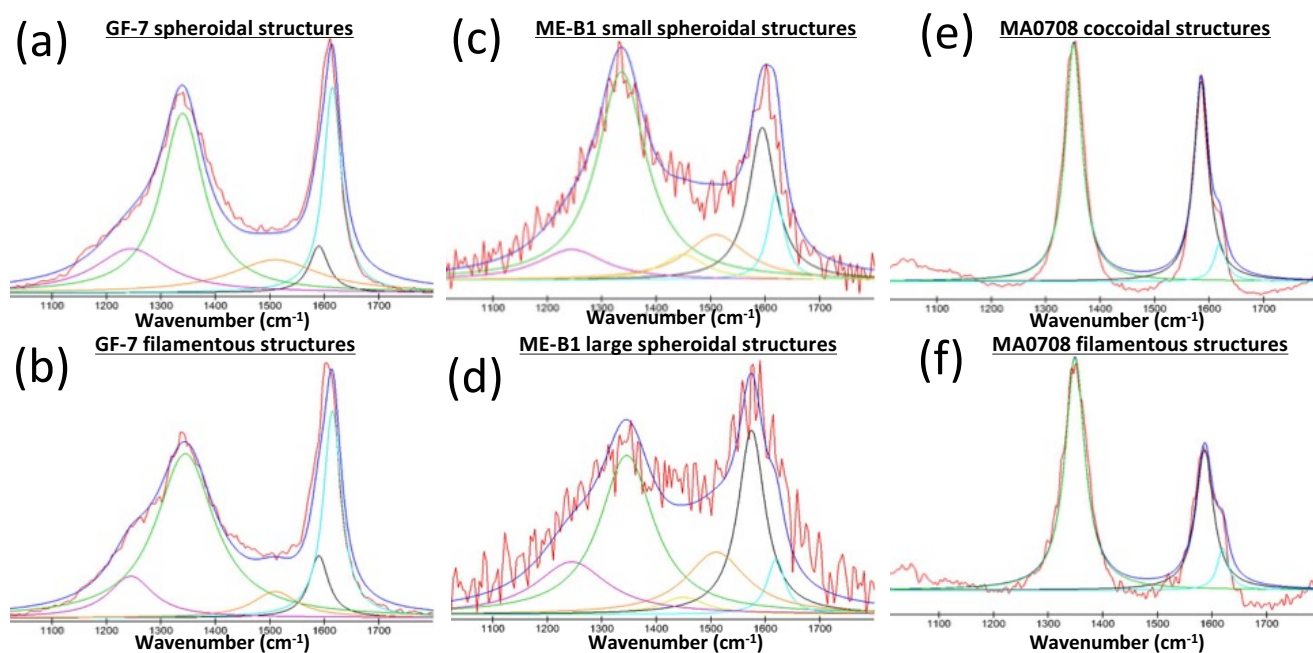 (a)
GF-7 spheroidal structures
1100 1200 1300 1400 1500 1600 1700
Wavenumber (cm-1)
(c)
ME-B1 small spheroidal structures
1100 1200 1300 1400 1500 1600 1700
Wavenumber (cm-1)
(e)
MA0708 coccoidal structures
1100 1200 1300 1400 1500 1600 1700
Wavenumber (cm-1)
(b)
GF-7 filamentous structures
1100 1200 1300 1400 1500 1600 1700
Wavenumber (cm-1)
(d)
ME-B1 large spheroidal structures
1100 1200 1300 1400 1500 1600 1700
Wavenumber (cm-1)
(f)
MA0708 filamentous structures
1100 1200 1300 1400 1500 1600 1700
Wavenumber (cm-1)